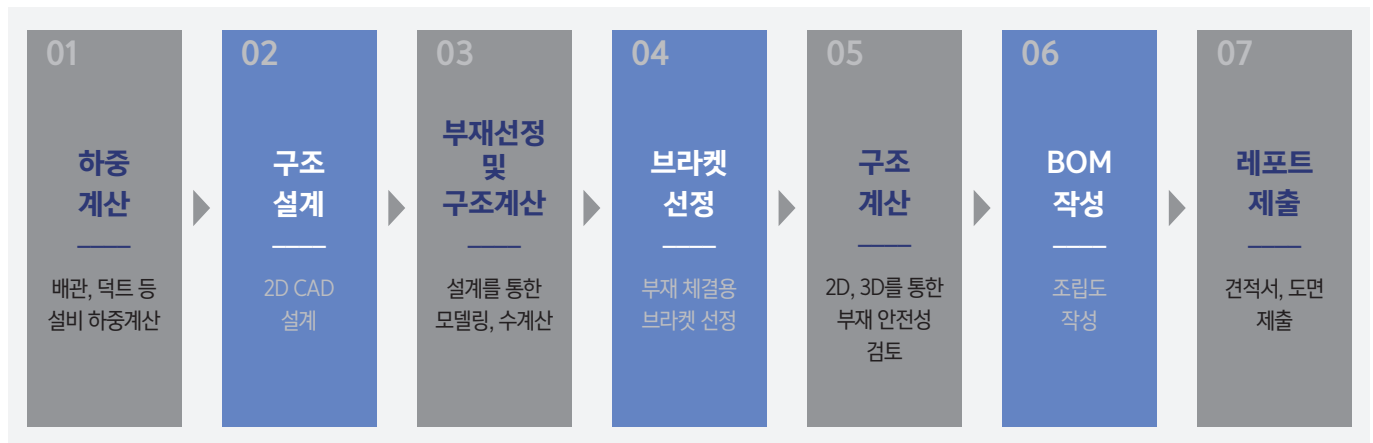 01
하중
계산
배관, 덕트 등
설비 하중계산
02
구조
설계
2D CAD
설계
03
부재선정
및
구조계산
설계를 통한
모델링, 수계산
04
브라켓
선정
부재 체결용
브라켓 선정
05
구조
계산
2D, 3D를 통한
부재 안전성
검토
06
BOM
작성
조립도
작성
07
레포트
제출
견적서, 도면
제출